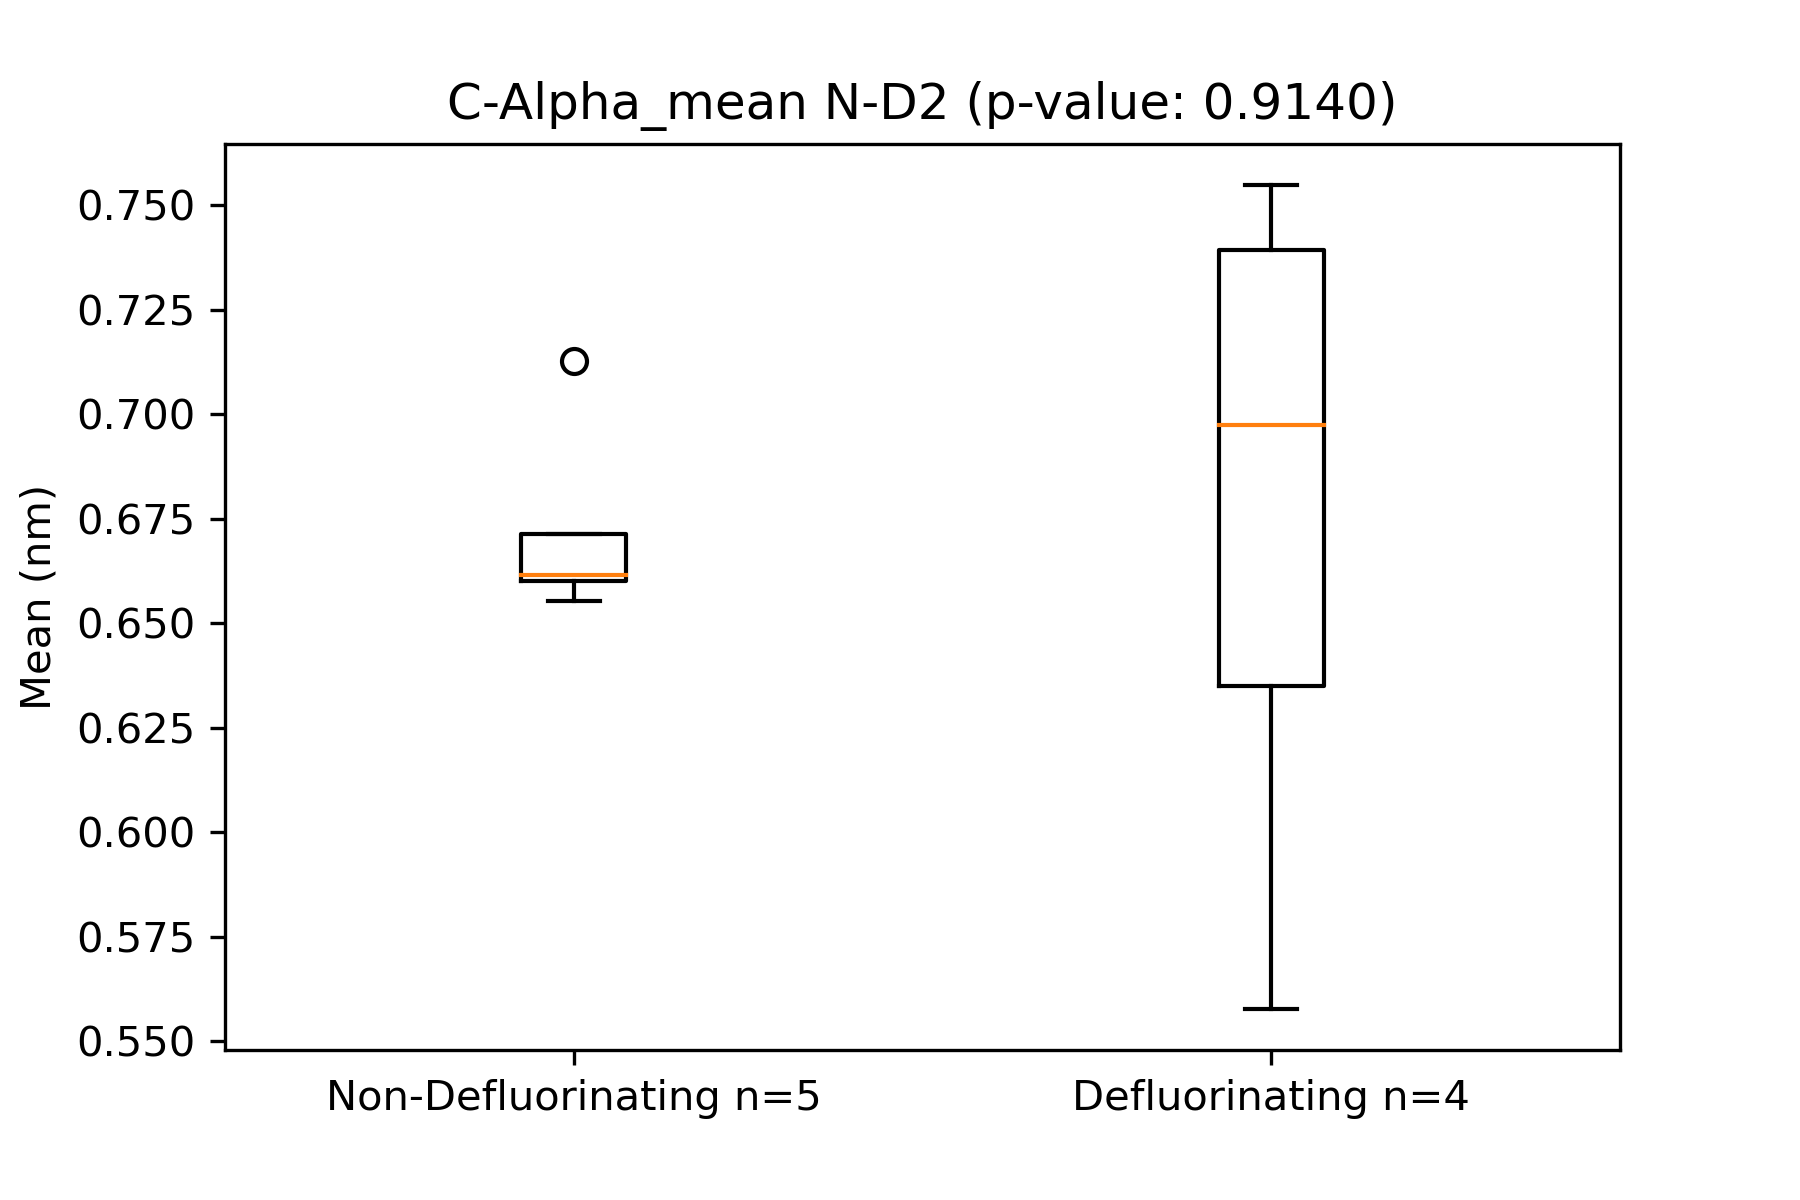 C-Alpha_mean N-D2 (p-value: 0.9140)
Mean (nm)
0.750
0.725
0.700
0.675
0.650
0.625
0.600
0.575
0.550
Non-Defluorinating n=5
Defluorinating n=4